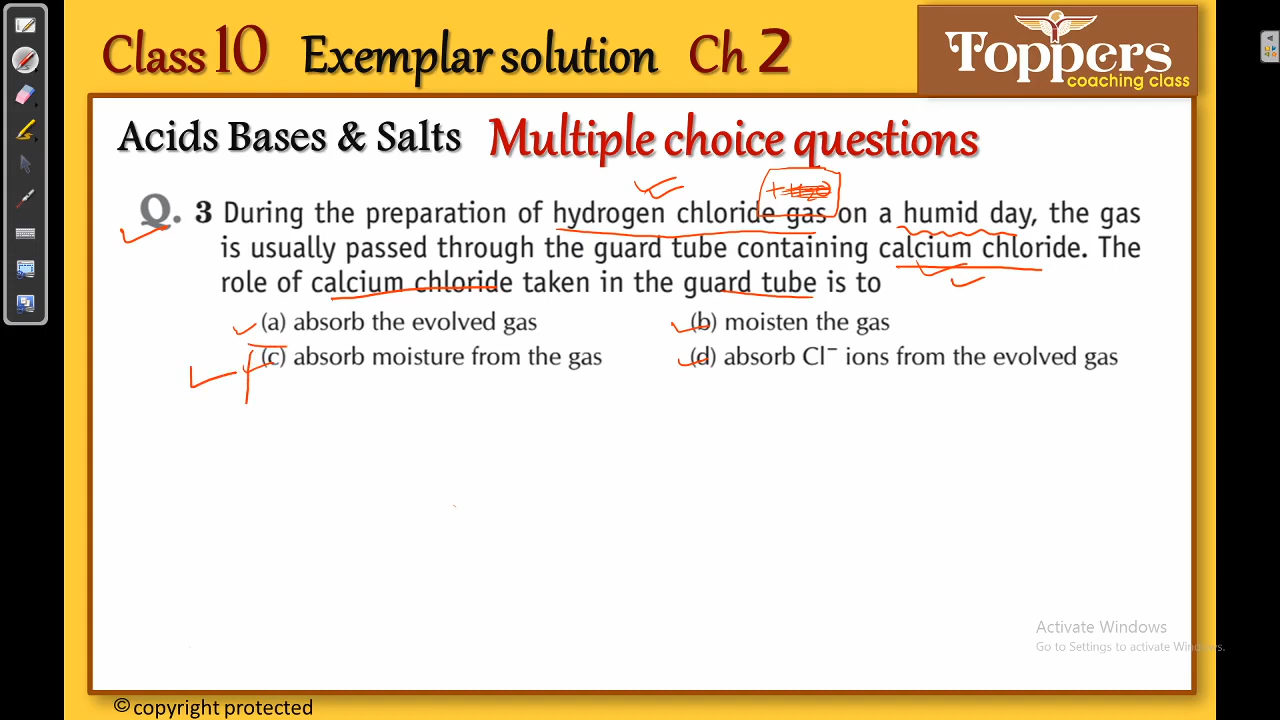 Class 10 Exemplar solution Ch 2
Toppers
coaching class
Acids Bases & Salts Multiple choice questions
Q. 3 During the preparation of hydrogen chloride gas on a humid day, the gas
is usually passed through the guard tube containing calcium chloride. The
role of calcium chloride taken in the guard tube is to
(a) absorb the evolved gas
(b) moisten the gas
(c) absorb moisture from the gas
(d) absorb Cl⁻ ions from the evolved gas
Activate Windows
Go to Settings to activate Windows.
© copyright protected